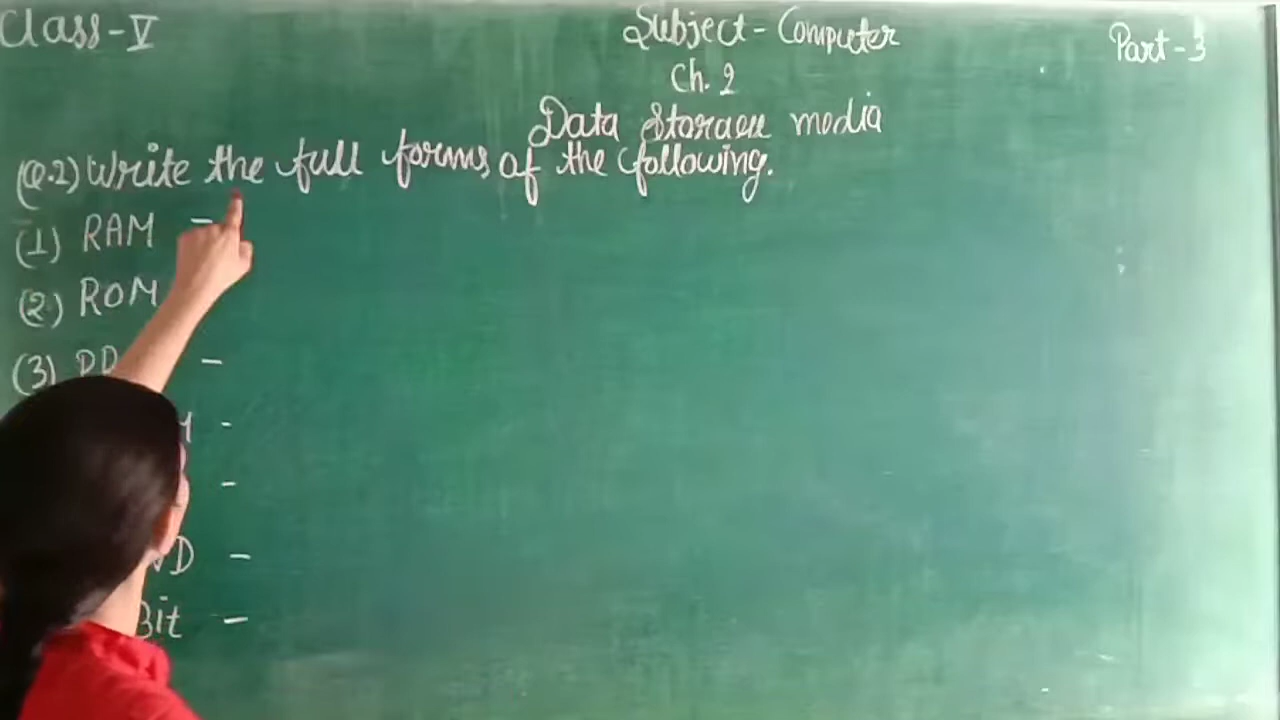 Class-V
Subject - Computer
Part-3
Ch. 2
Data Storage media
(Q.2) Write the full forms of the following.
(1) RAM -
(2) ROM
(3) -
-
-
VD -
Bit -